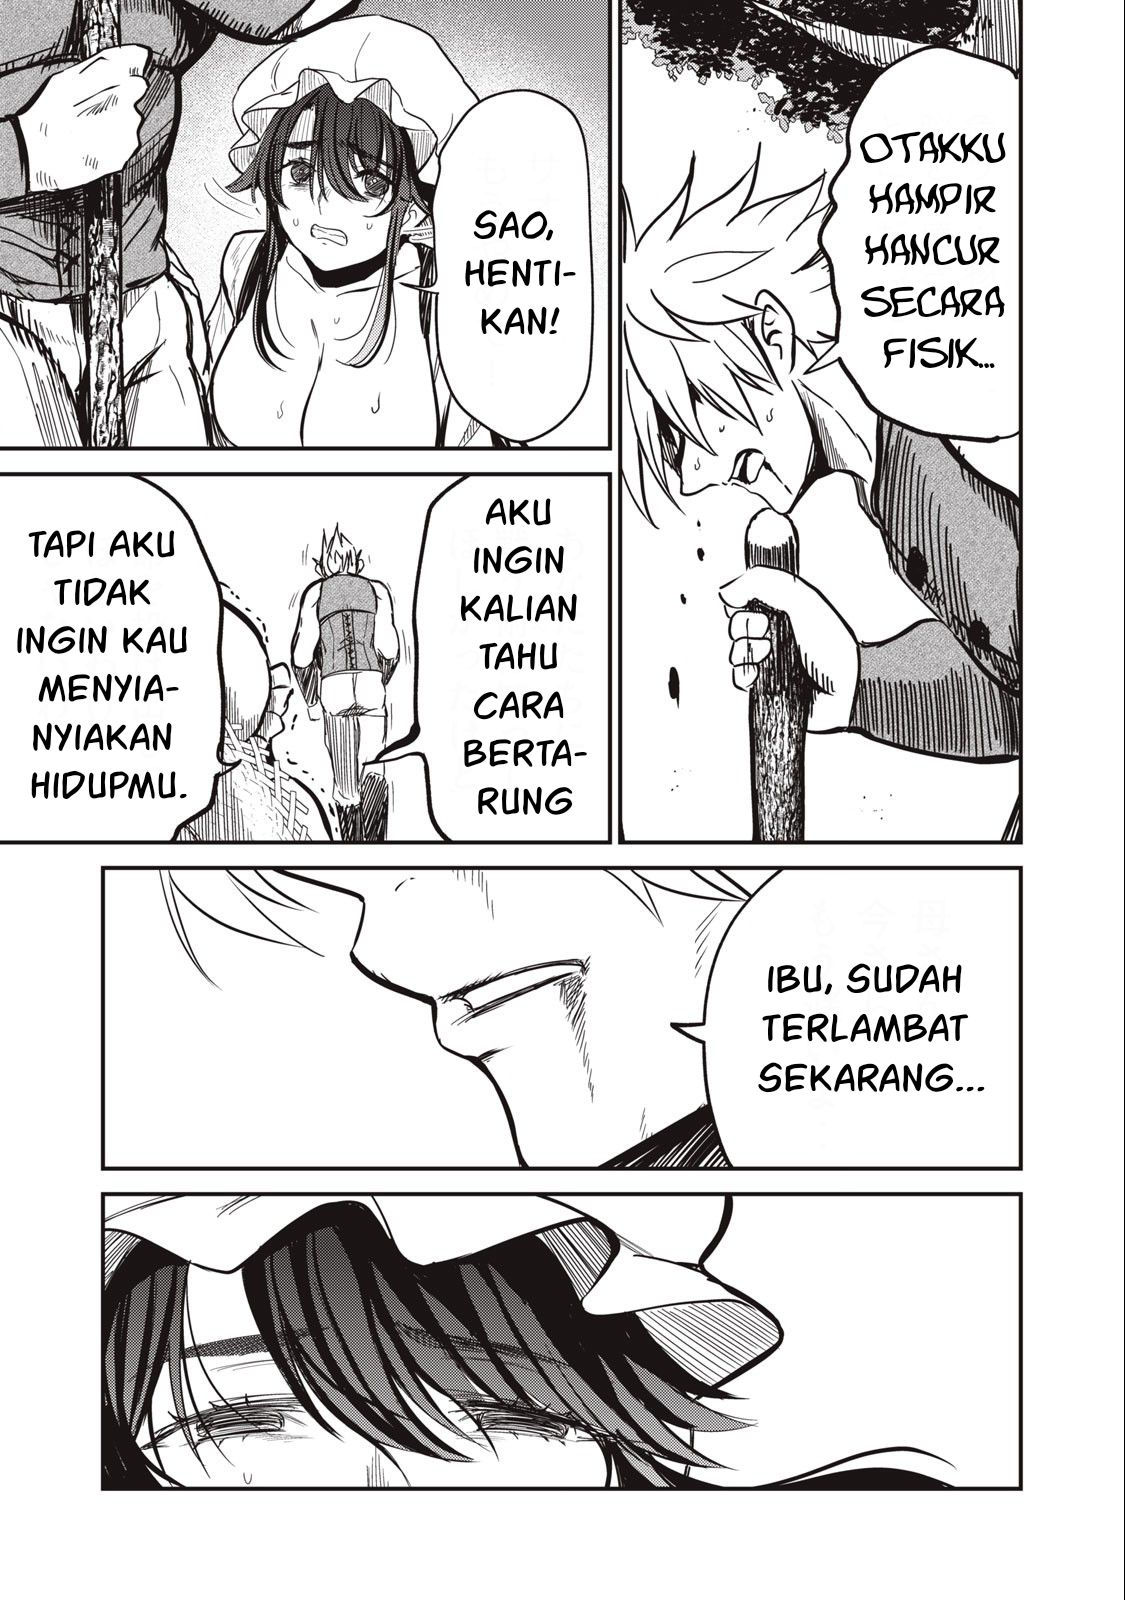 OTAKKU
HAMPIR
HANCUR
SECARA
FISIK...
SAO,
HENTI-
KAN!
AKU
INGIN
KALIAN
TAHU
CARA
BERTA-
RUNG
TAPI AKU
TIDAK
INGIN KAU
MENYIA-
NYIAKAN
HIDUPMU.
IBU, SUDAH
TERLAMBAT
SEKARANG...